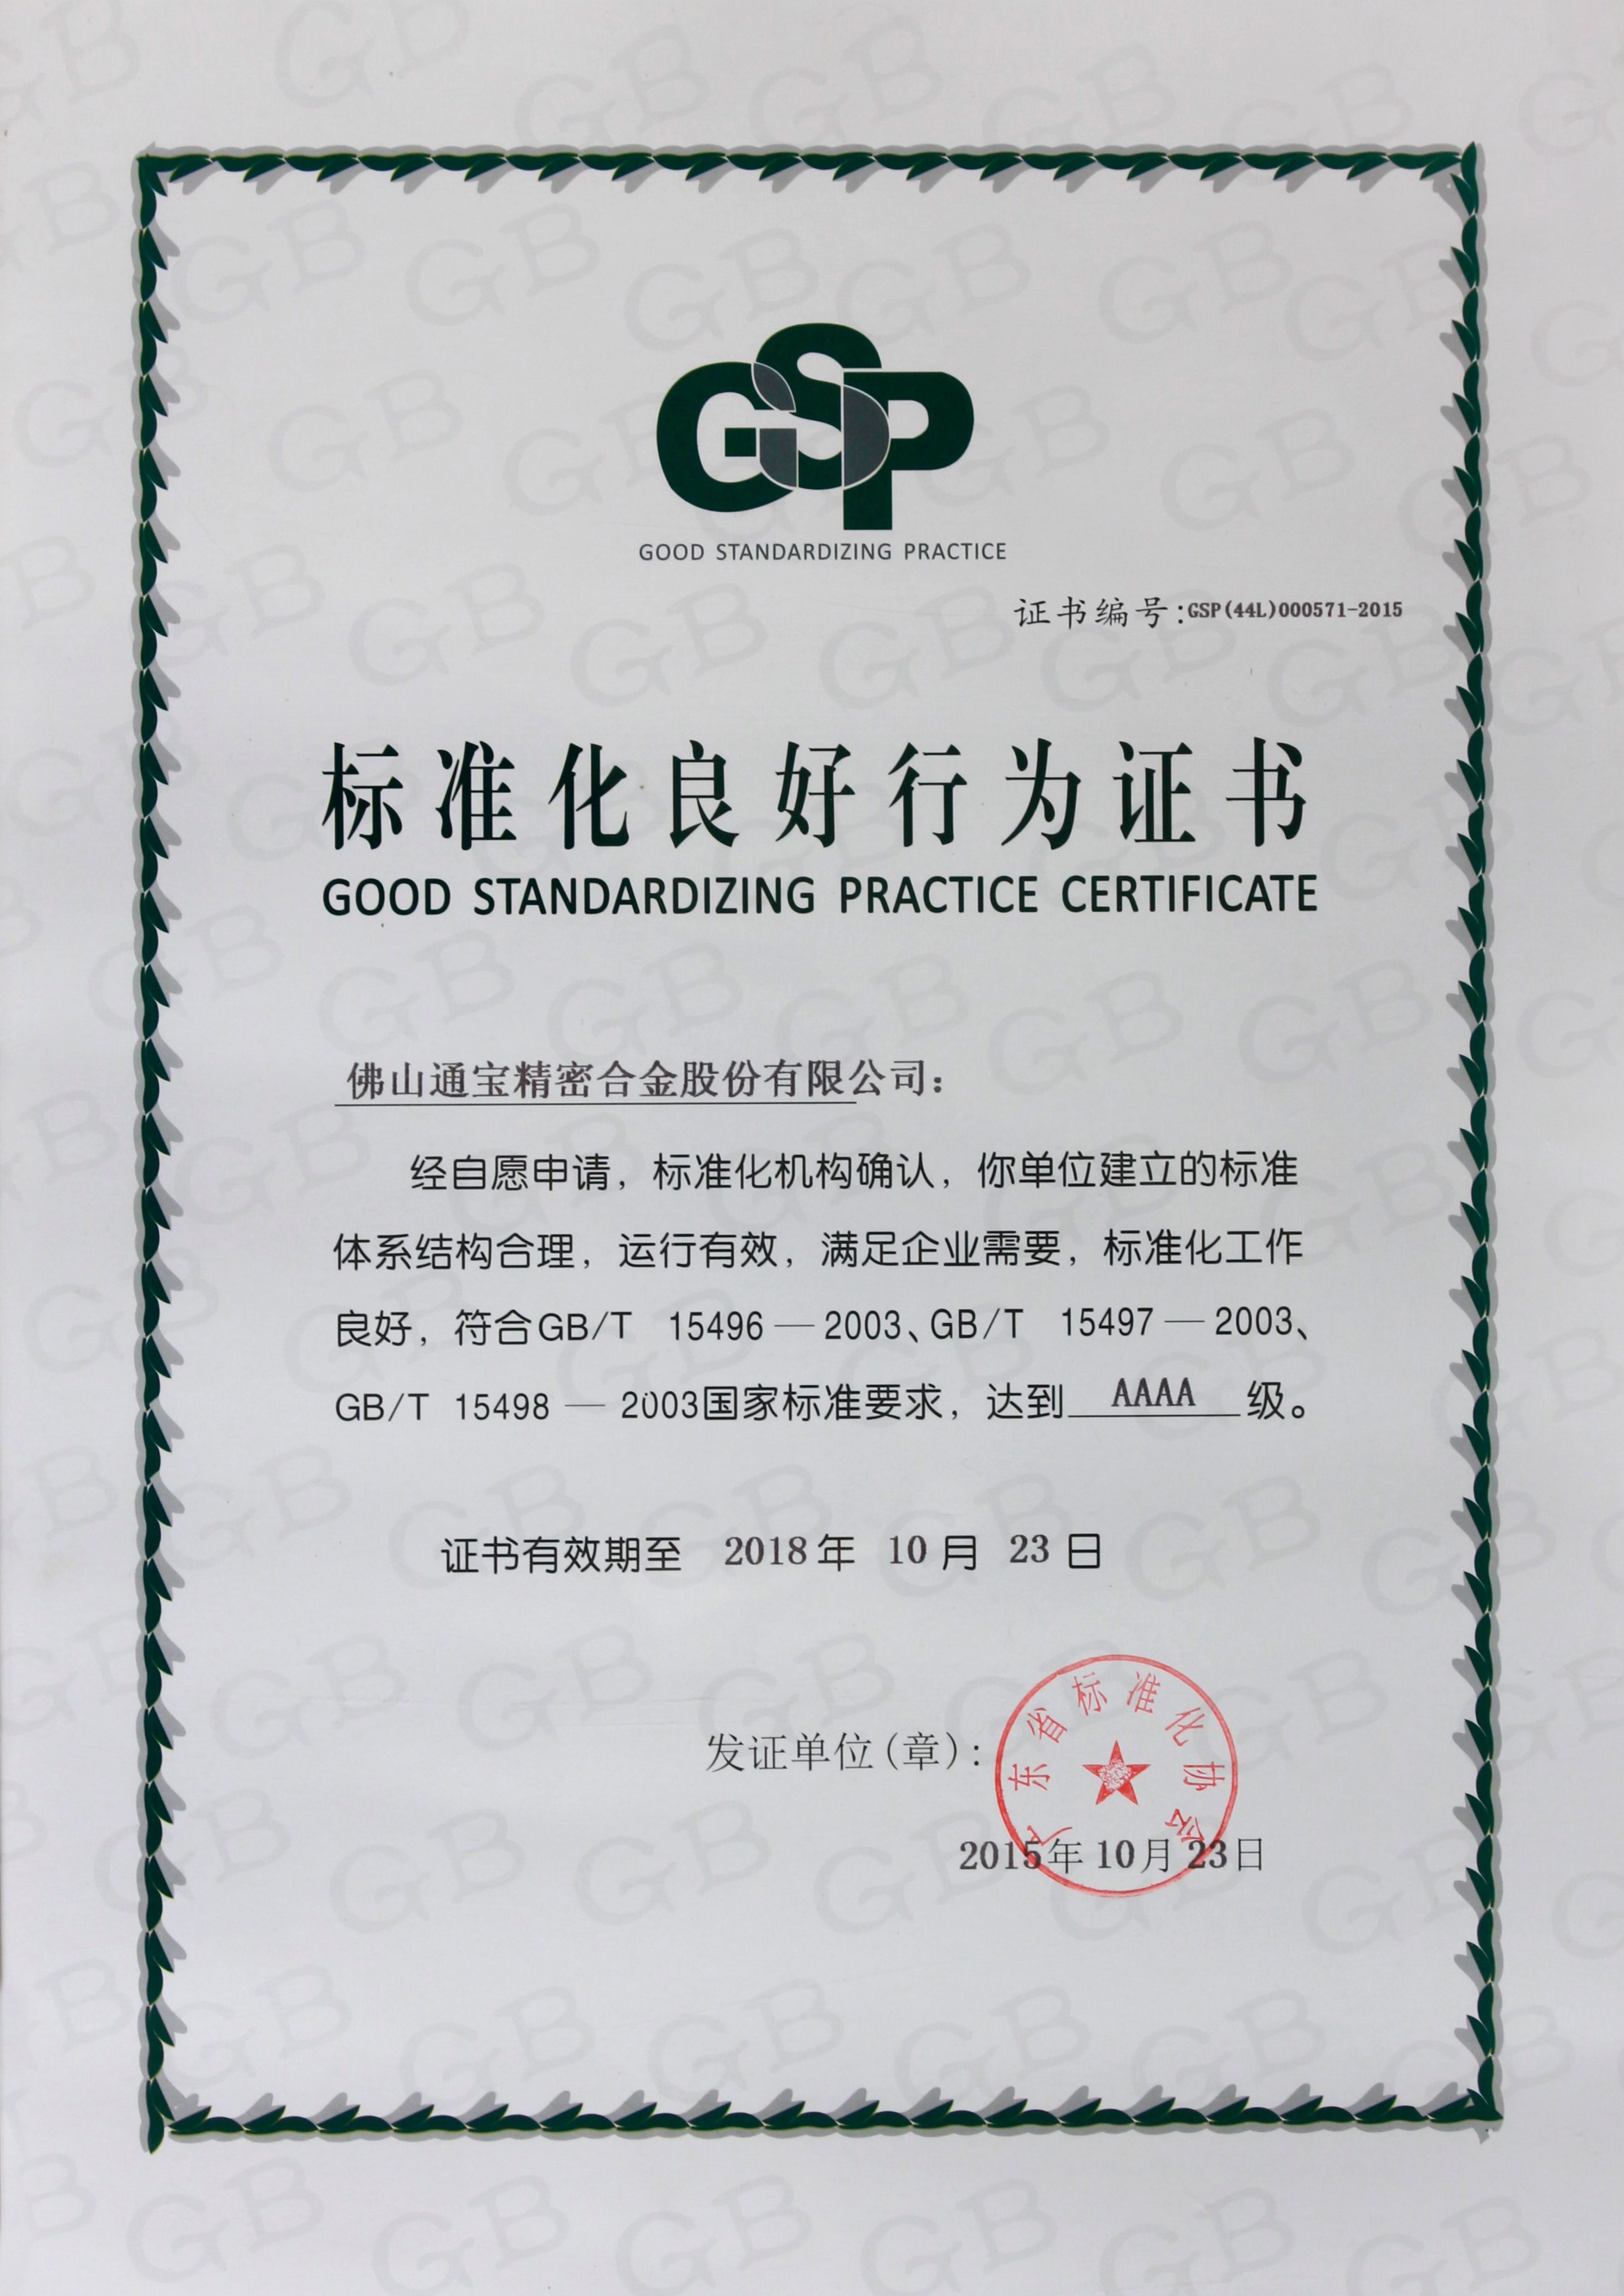 GSP
GOOD STANDARDIZING PRACTICE
证书编号:GSP(44L)000571-2015
标准化良好行为证书
GOOD STANDARDIZING PRACTICE CERTIFICATE
佛山通宝精密合金股份有限公司：
经自愿申请，标准化机构确认，你单位建立的标准
体系结构合理，运行有效，满足企业需要，标准化工作
良好，符合GB/T 15496—2003、GB/T 15497—2003、
GB/T 15498—2003国家标准要求，达到 AAAA 级。
证书有效期至 2018年 10月 23日
发证单位(章)：
广东省标准化协会
2015年10月23日